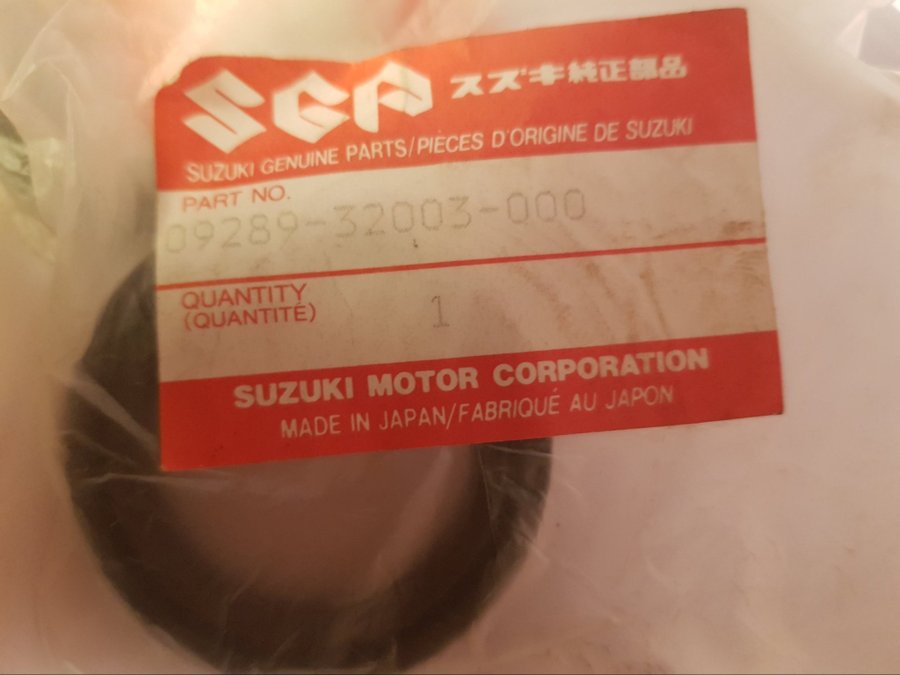 SGP スズキ純正部品
SUZUKI GENUINE PARTS/PIÈCES D'ORIGINE DE SUZUKI
PART NO.
09289-32003-000
QUANTITY
(QUANTITÉ) 1
SUZUKI MOTOR CORPORATION
MADE IN JAPAN/FABRIQUÉ AU JAPON